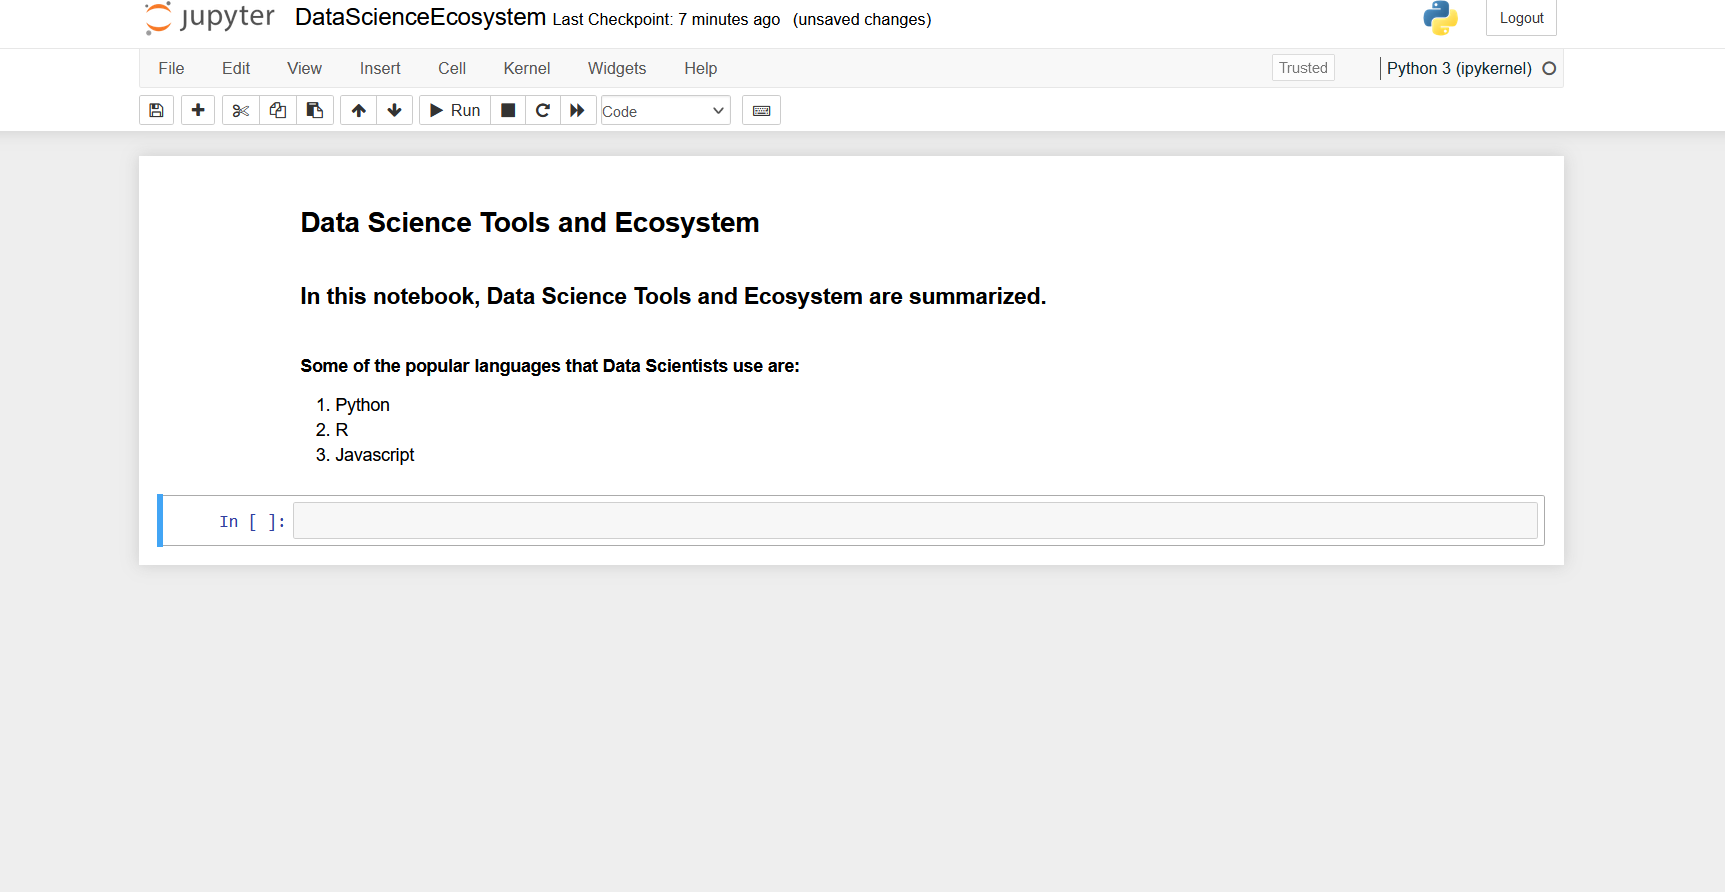 jupyter DataScienceEcosystem Last Checkpoint: 7 minutes ago (unsaved changes) Logout
File Edit View Insert Cell Kernel Widgets Help Trusted Python 3 (ipykernel)
Run Code
Data Science Tools and Ecosystem
In this notebook, Data Science Tools and Ecosystem are summarized.
Some of the popular languages that Data Scientists use are:
1. Python
2. R
3. Javascript
In [ ]: